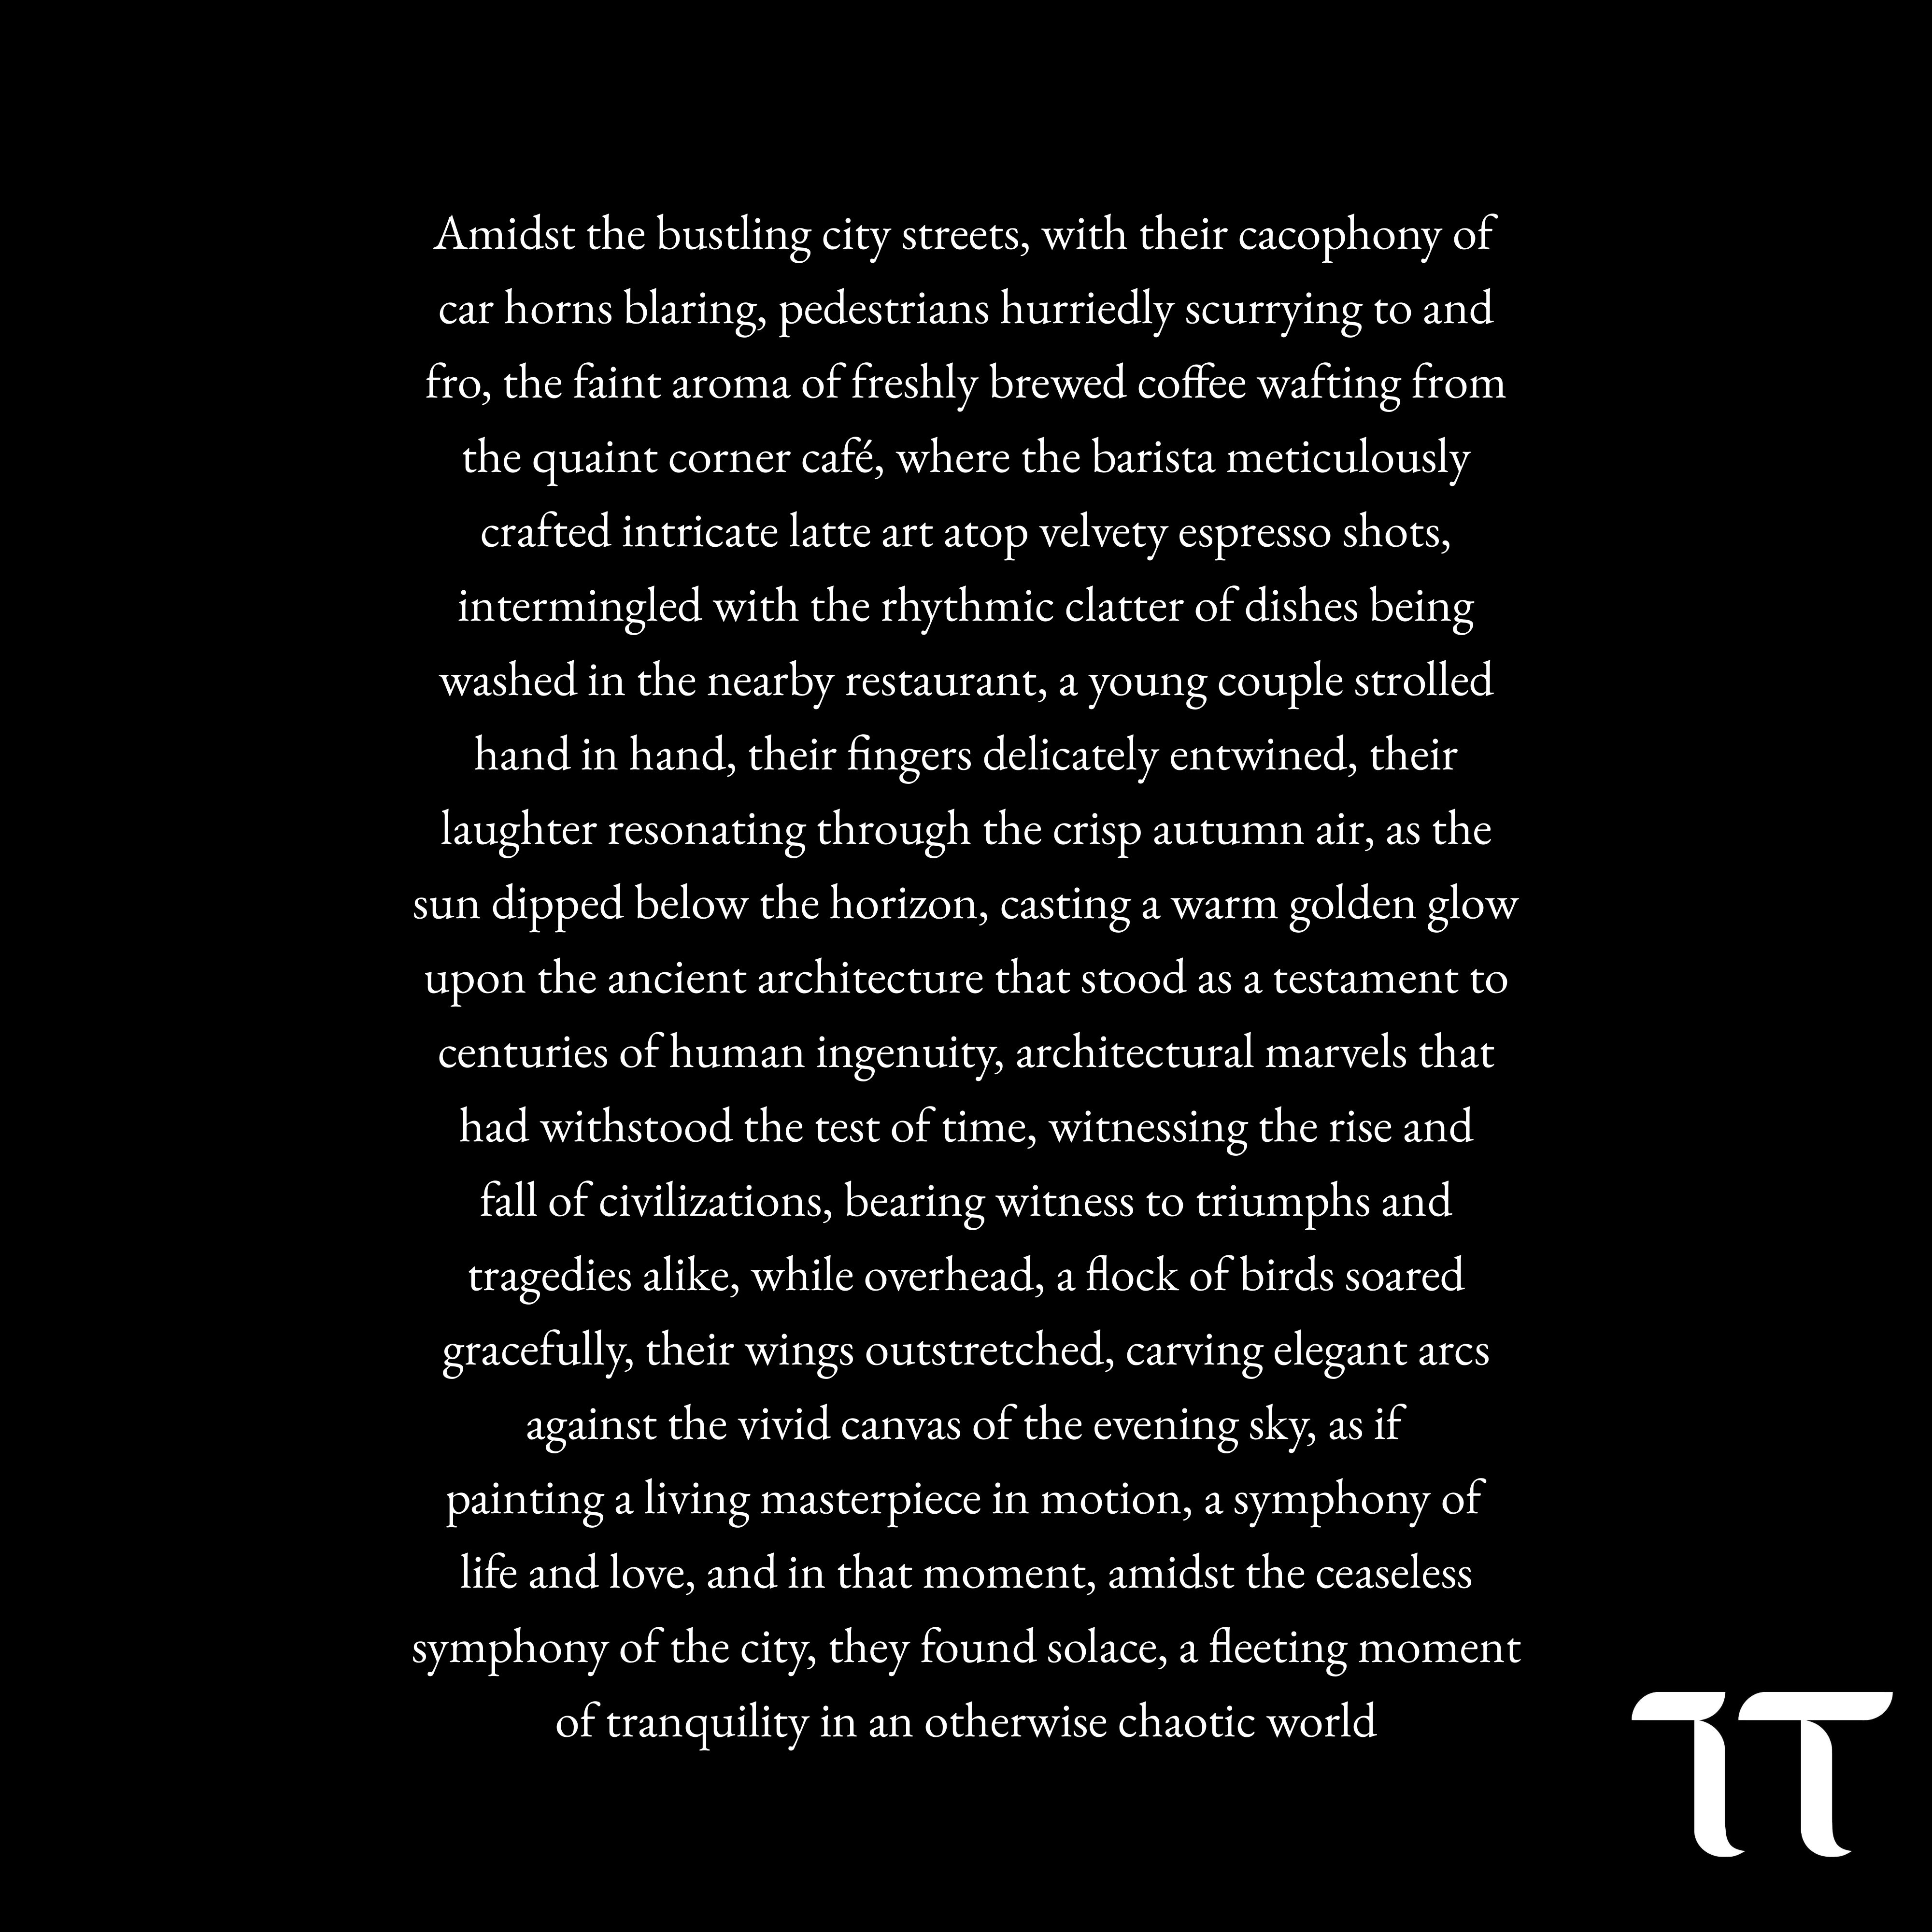 Amidst the bustling city streets, with their cacophony of
car horns blaring, pedestrians hurriedly scurrying to and
fro, the faint aroma of freshly brewed coffee wafting from
the quaint corner café, where the barista meticulously
crafted intricate latte art atop velvety espresso shots,
intermingled with the rhythmic clatter of dishes being
washed in the nearby restaurant, a young couple strolled
hand in hand, their fingers delicately entwined, their
laughter resonating through the crisp autumn air, as the
sun dipped below the horizon, casting a warm golden glow
upon the ancient architecture that stood as a testament to
centuries of human ingenuity, architectural marvels that
had withstood the test of time, witnessing the rise and
fall of civilizations, bearing witness to triumphs and
tragedies alike, while overhead, a flock of birds soared
gracefully, their wings outstretched, carving elegant arcs
against the vivid canvas of the evening sky, as if
painting a living masterpiece in motion, a symphony of
life and love, and in that moment, amidst the ceaseless
symphony of the city, they found solace, a fleeting moment
of tranquility in an otherwise chaotic world
TT